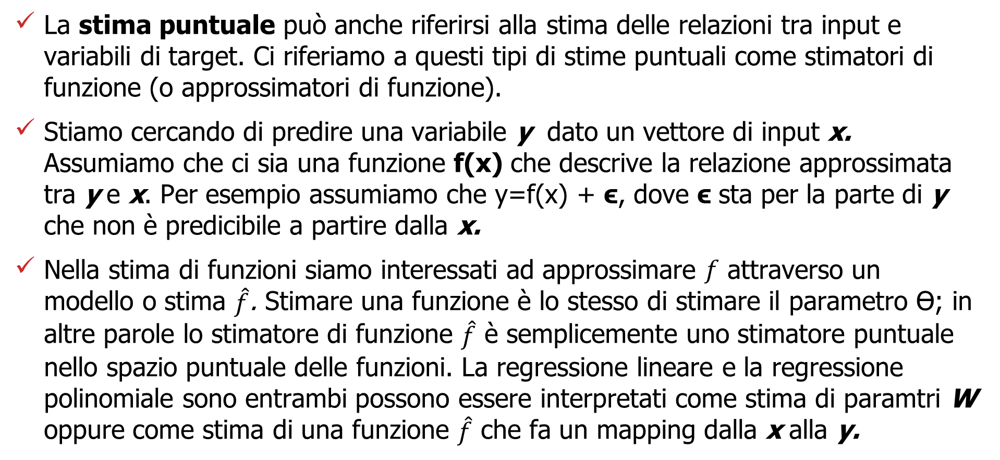 ✓ La stima puntuale può anche riferirsi alla stima delle relazioni tra input e
variabili di target. Ci riferiamo a questi tipi di stime puntuali come stimatori di
funzione (o approssimatori di funzione).
✓ Stiamo cercando di predire una variabile y dato un vettore di input x.
Assumiamo che ci sia una funzione f(x) che descrive la relazione approssimata
tra y e x. Per esempio assumiamo che y=f(x) + ϵ, dove ϵ sta per la parte di y
che non è predicibile a partire dalla x.
✓ Nella stima di funzioni siamo interessati ad approssimare f attraverso un
modello o stima f̂. Stimare una funzione è lo stesso di stimare il parametro ϴ; in
altre parole lo stimatore di funzione f̂ è semplicemente uno stimatore puntuale
nello spazio puntuale delle funzioni. La regressione lineare e la regressione
polinomiale sono entrambi possono essere interpretati come stima di paramtri W
oppure come stima di una funzione f̂ che fa un mapping dalla x alla y.